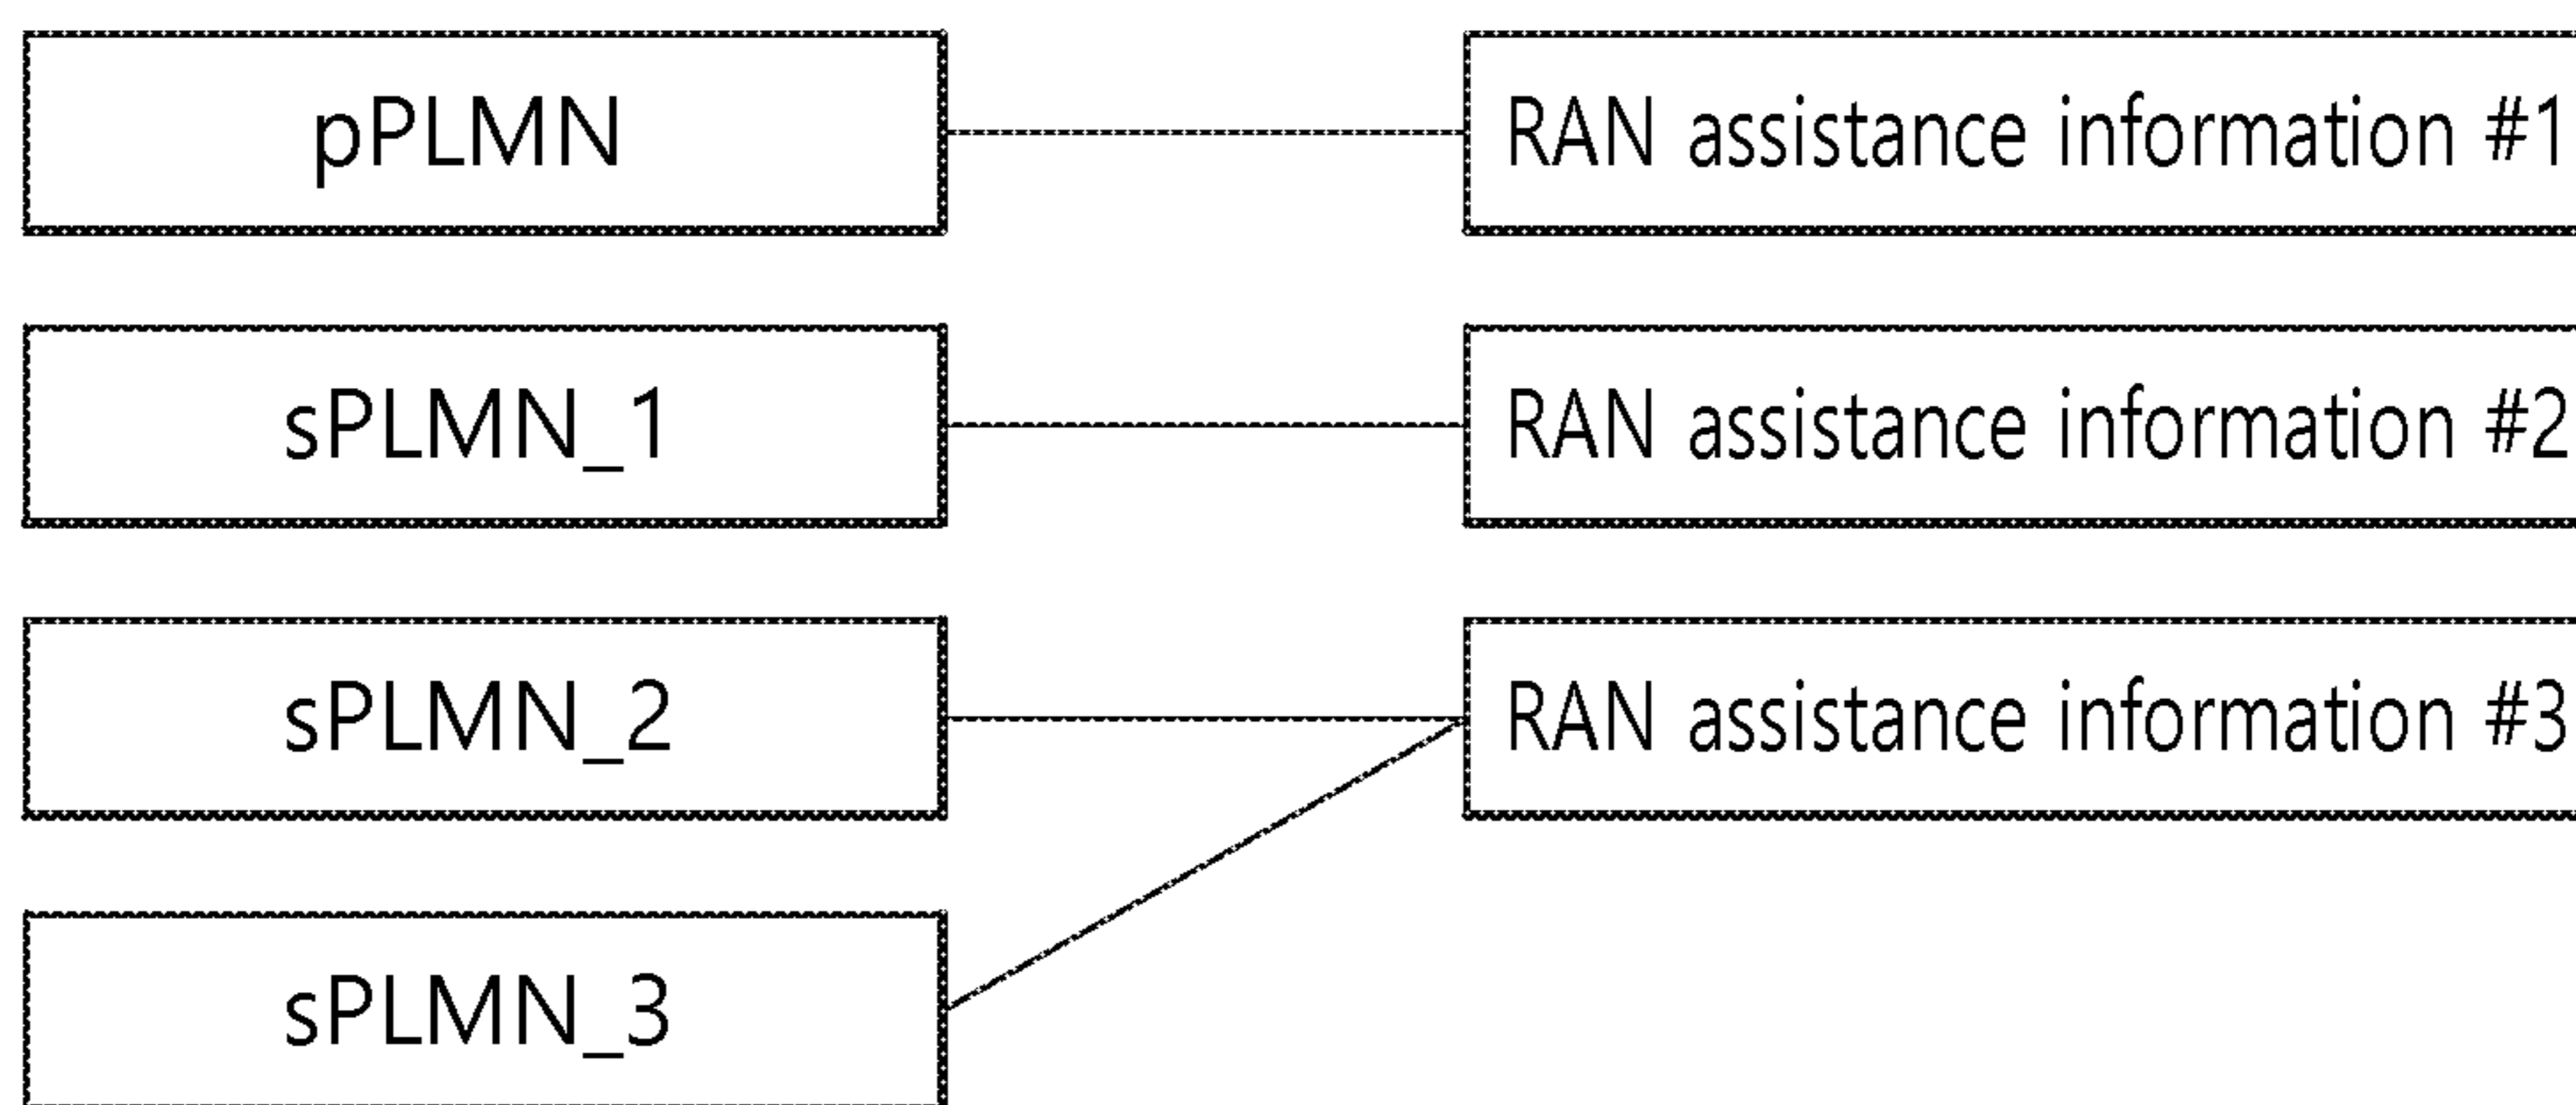 pPLMN
RAN assistance information #1
sPLMN_1
RAN assistance information #2
sPLMN_2
RAN assistance information #3
sPLMN_3